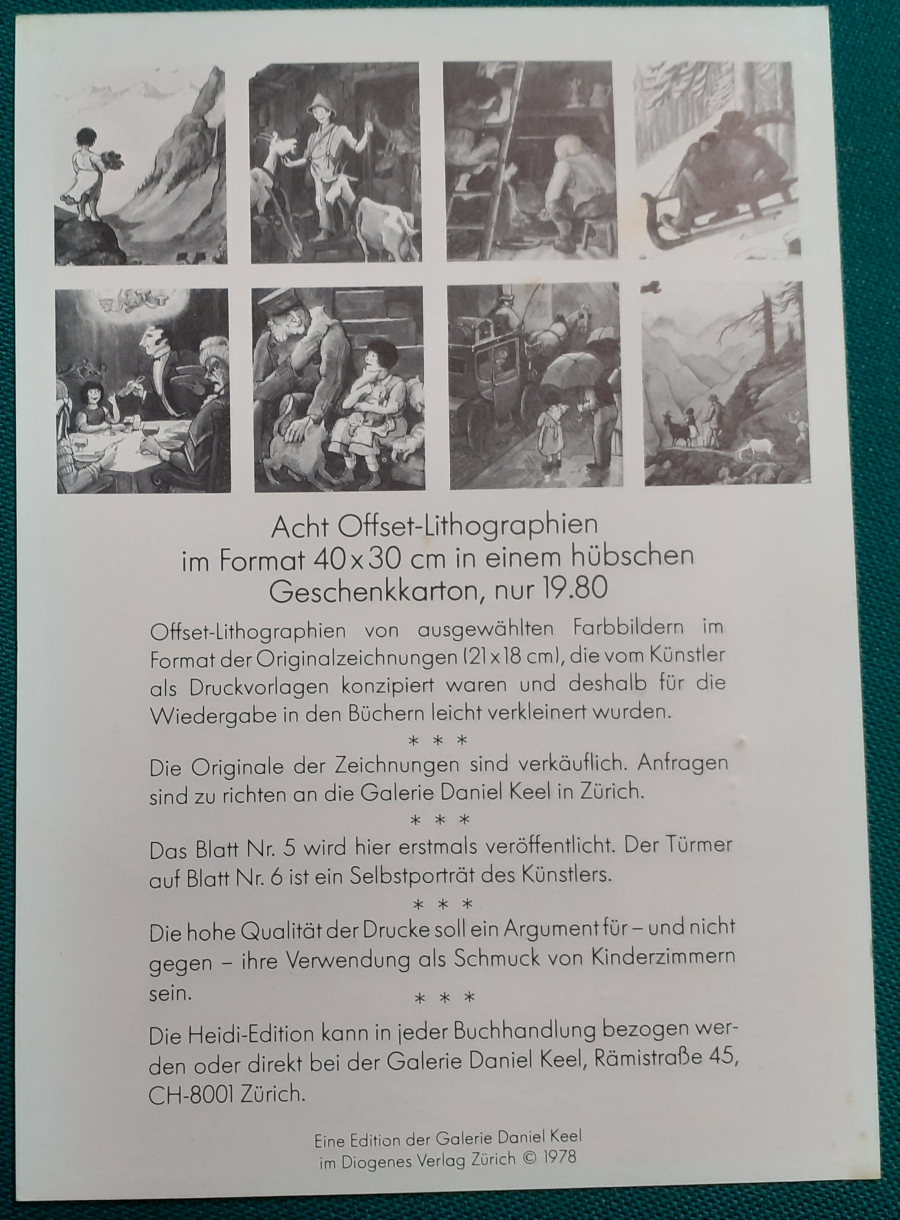 Acht Offset-Lithographien
im Format 40x30 cm in einem hübschen
Geschenkkarton, nur 19.80
Offset-Lithographien von ausgewählten Farbbildern im
Format der Originalzeichnungen (21x18 cm), die vom Künstler
als Druckvorlagen konzipiert waren und deshalb für die
Wiedergabe in den Büchern leicht verkleinert wurden.
* * *
Die Originale der Zeichnungen sind verkäuflich. Anfragen
sind zu richten an die Galerie Daniel Keel in Zürich.
* * *
Das Blatt Nr. 5 wird hier erstmals veröffentlicht. Der Türmer
auf Blatt Nr. 6 ist ein Selbstporträt des Künstlers.
* * *
Die hohe Qualität der Drucke soll ein Argument für – und nicht
gegen – ihre Verwendung als Schmuck von Kinderzimmern
sein.
* * *
Die Heidi-Edition kann in jeder Buchhandlung bezogen wer-
den oder direkt bei der Galerie Daniel Keel, Rämistraße 45,
CH-8001 Zürich.
Eine Edition der Galerie Daniel Keel
im Diogenes Verlag Zürich © 1978